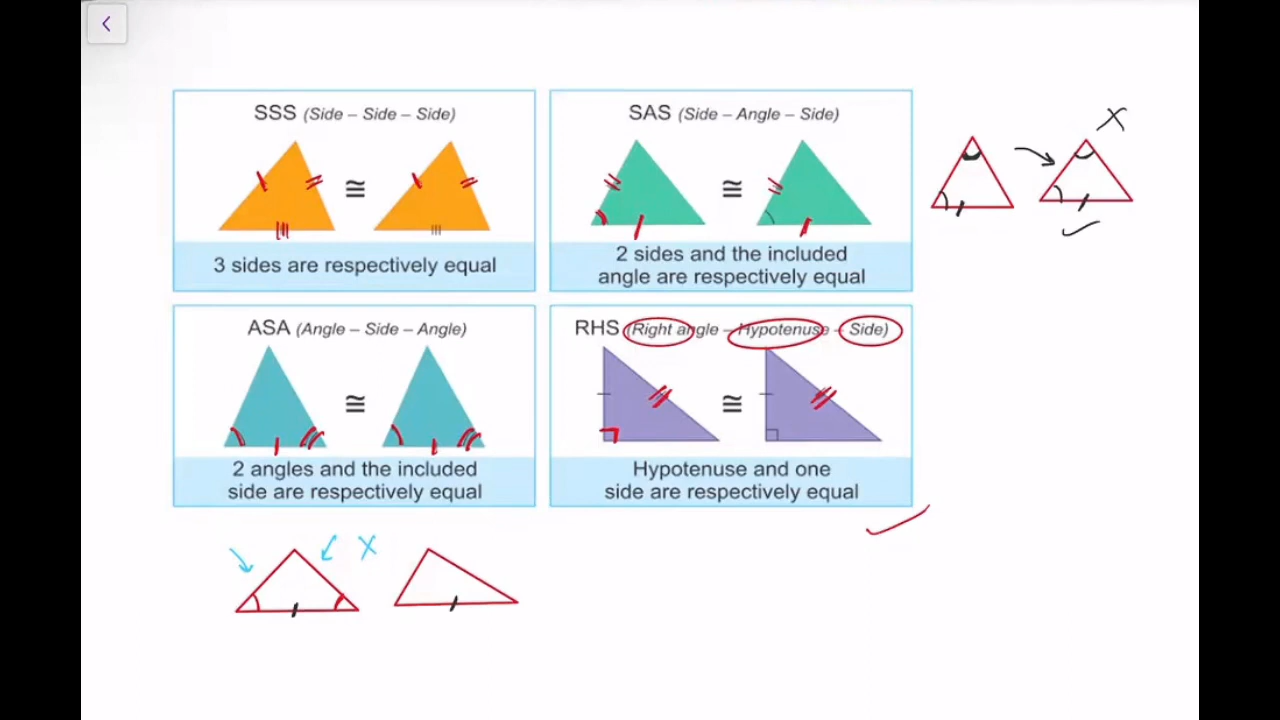 SSS (Side – Side – Side)
≅
3 sides are respectively equal
SAS (Side – Angle – Side)
≅
2 sides and the included
angle are respectively equal
X
ASA (Angle – Side – Angle)
≅
2 angles and the included
side are respectively equal
RHS (Right angle – Hypotenuse – Side)
≅
Hypotenuse and one
side are respectively equal
X